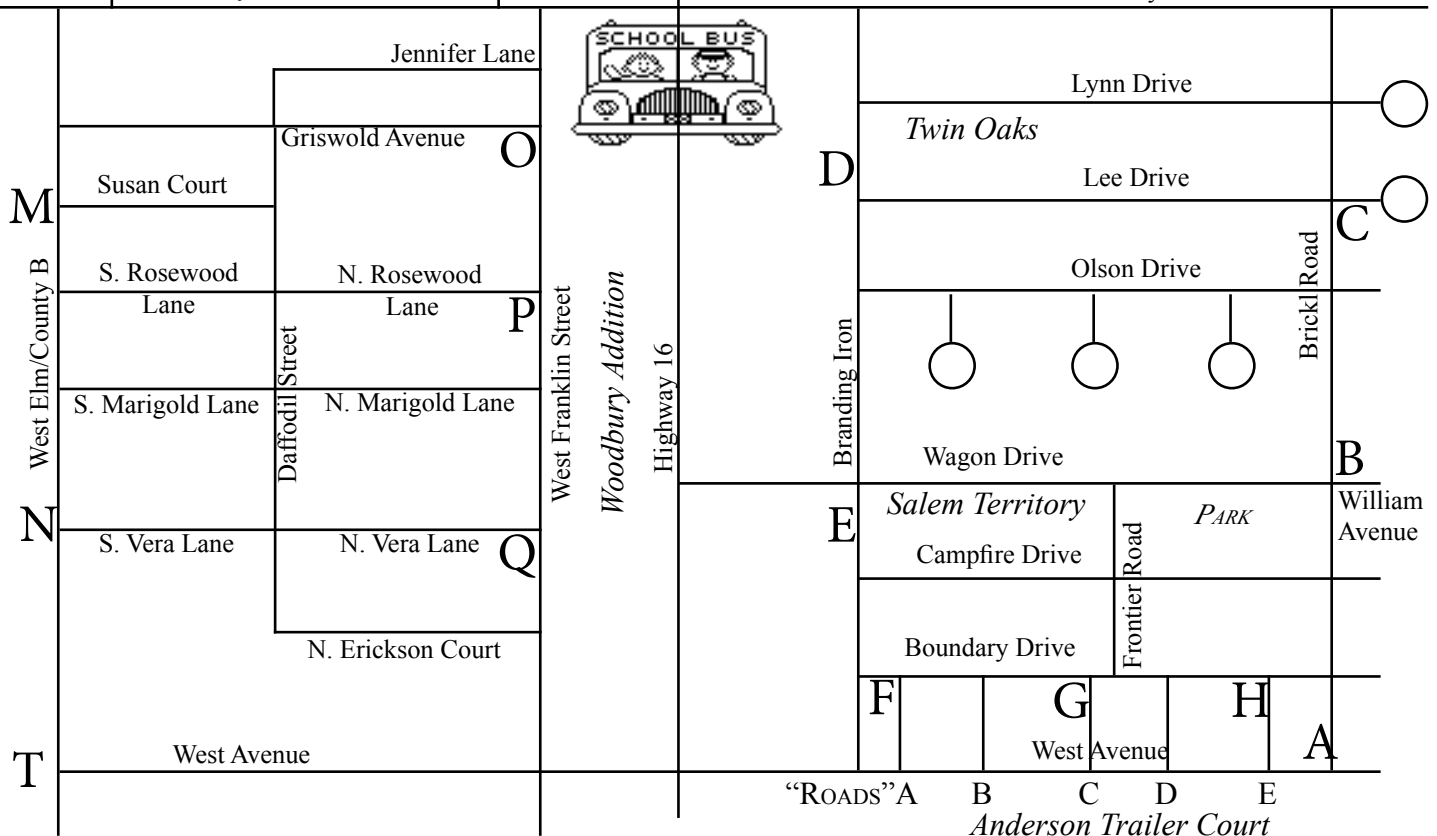 SCHOOL BUS
Jennifer Lane
Lynn Drive
Twin Oaks
Griswold Avenue
O
D
Susan Court
Lee Drive
M
C
S. Rosewood
Lane
N. Rosewood
Lane
Olson Drive
P
West Elm/County B
Daffodil Street
West Franklin Street
Woodbury Addition
Highway 16
Branding Iron
Brickl Road
S. Marigold Lane
N. Marigold Lane
Wagon Drive
B
William
Avenue
Salem Territory
PARK
N
E
S. Vera Lane
N. Vera Lane
Q
Campfire Drive
Frontier Road
N. Erickson Court
Boundary Drive
F
G
H
A
T
West Avenue
West Avenue
“ROADS”A B C D E
Anderson Trailer Court